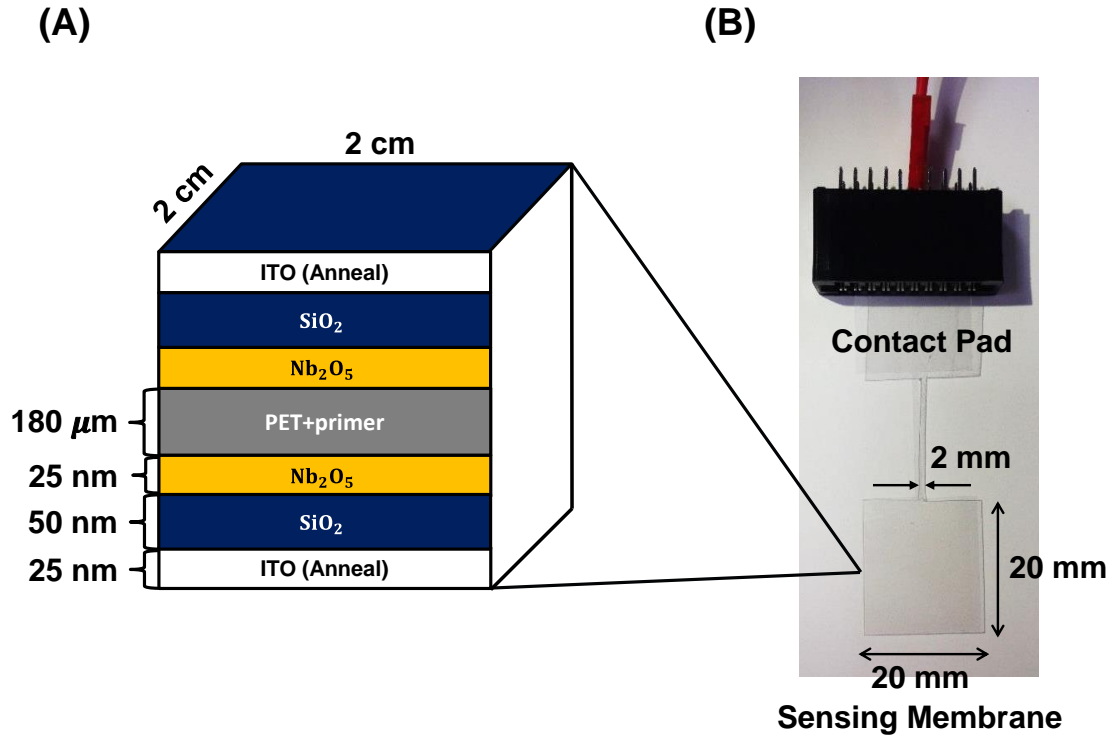 (A)
(B)
2 cm
2 cm
ITO (Anneal)
SiO₂
Nb₂O₅
PET+primer
Nb₂O₅
SiO₂
ITO (Anneal)
180 μm
25 nm
50 nm
25 nm
Contact Pad
2 mm
20 mm
20 mm
Sensing Membrane